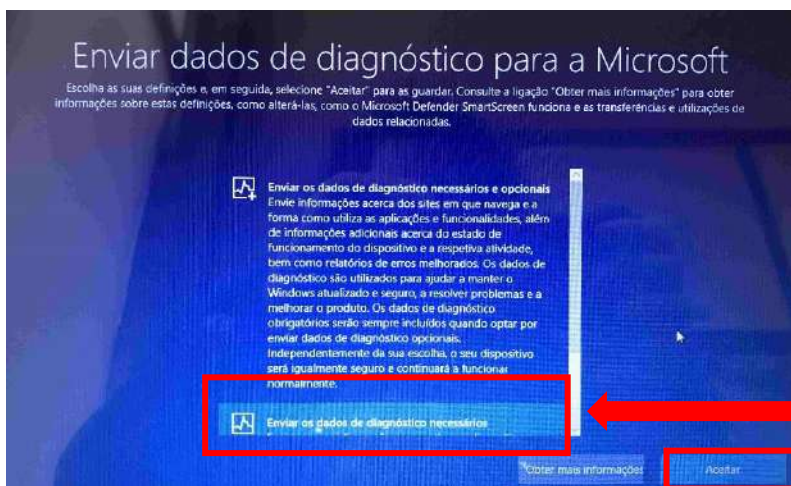 Enviar dados de diagnóstico para a Microsoft
Escolha as suas definições e, em seguida, selecione "Aceitar" para as guardar. Consulte a ligação "Obter mais informações" para obter
informações sobre estas definições, como alterá-las, como o Microsoft Defender SmartScreen funciona e as transferências e utilizações de
dados relacionadas.
Enviar os dados de diagnóstico necessários e opcionais
Envie informações acerca dos sites em que navega e a
forma como utiliza as aplicações e funcionalidades, além
de informações adicionais acerca do estado de
funcionamento do dispositivo e a respetiva atividade,
bem como relatórios de erros melhorados. Os dados de
diagnóstico são utilizados para ajudar a manter o
Windows atualizado e seguro, a resolver problemas e a
melhorar o produto. Os dados de diagnóstico
obrigatórios serão sempre incluídos quando optar por
enviar dados de diagnóstico opcionais.
Independentemente da sua escolha, o seu dispositivo
será igualmente seguro e continuará a funcionar
normalmente.
Enviar os dados de diagnóstico necessários
Obter mais informações
Aceitar